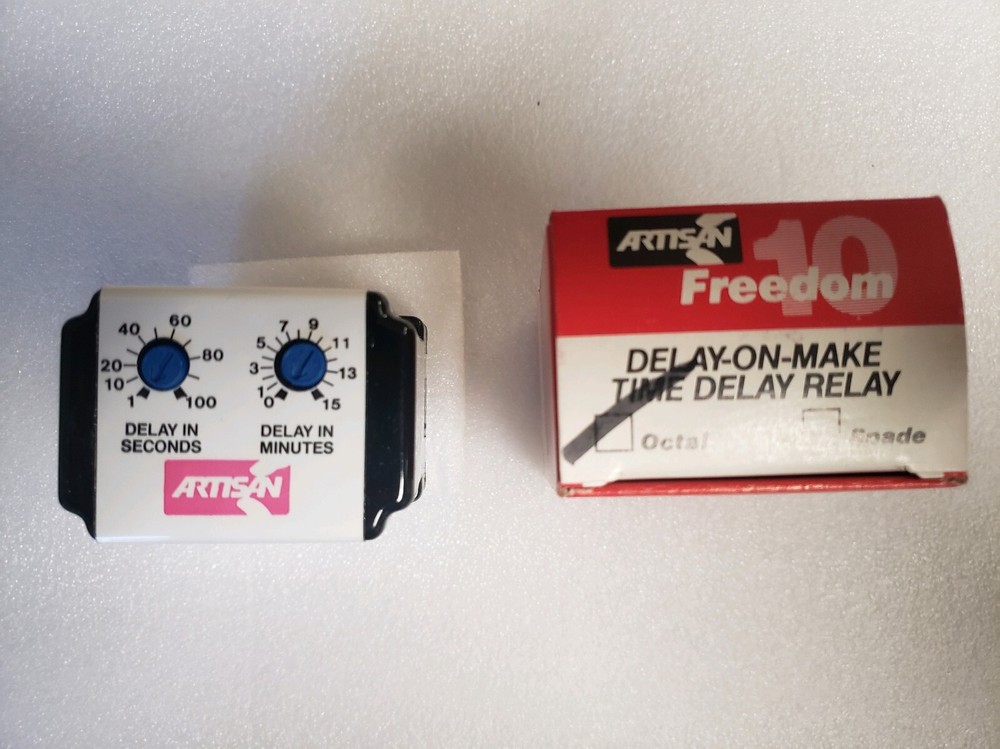 40 60
20 80
10
1 100
DELAY IN
SECONDS
7 9
5 11
3 13
1
0 15
DELAY IN
MINUTES
ARTISAN
ARTISAN
10
Freedom
DELAY-ON-MAKE
TIME DELAY RELAY
Octal
Spade